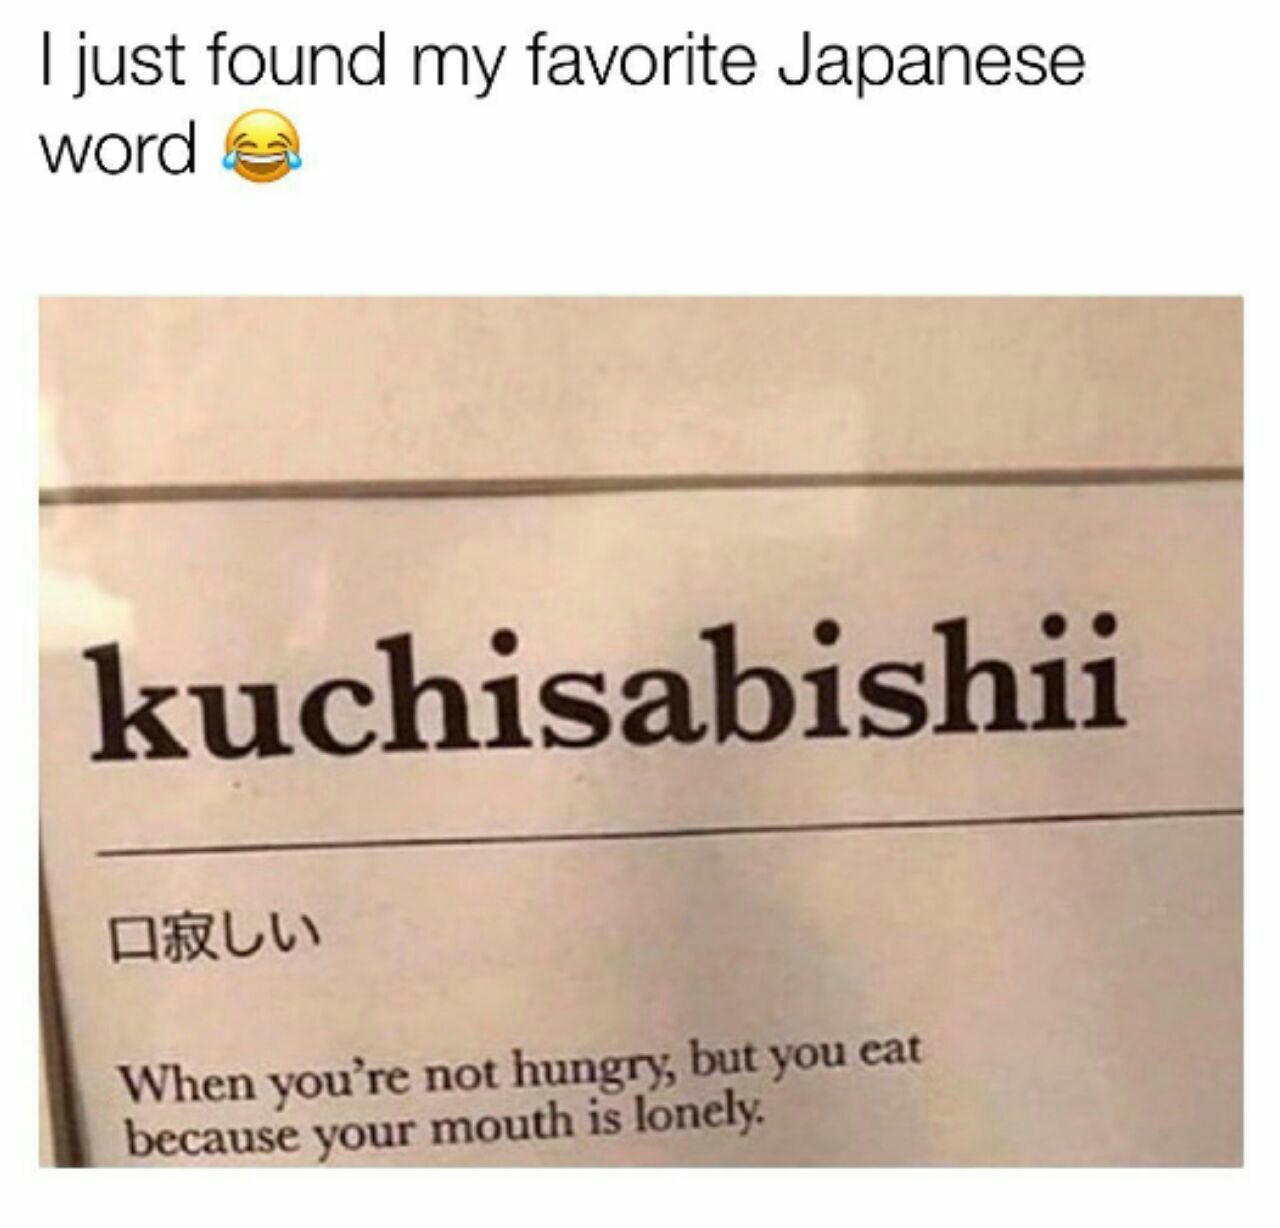 I just found my favorite Japanese
word 😂
kuchisabishii
口寂しい
When you're not hungry, but you eat
because your mouth is lonely.